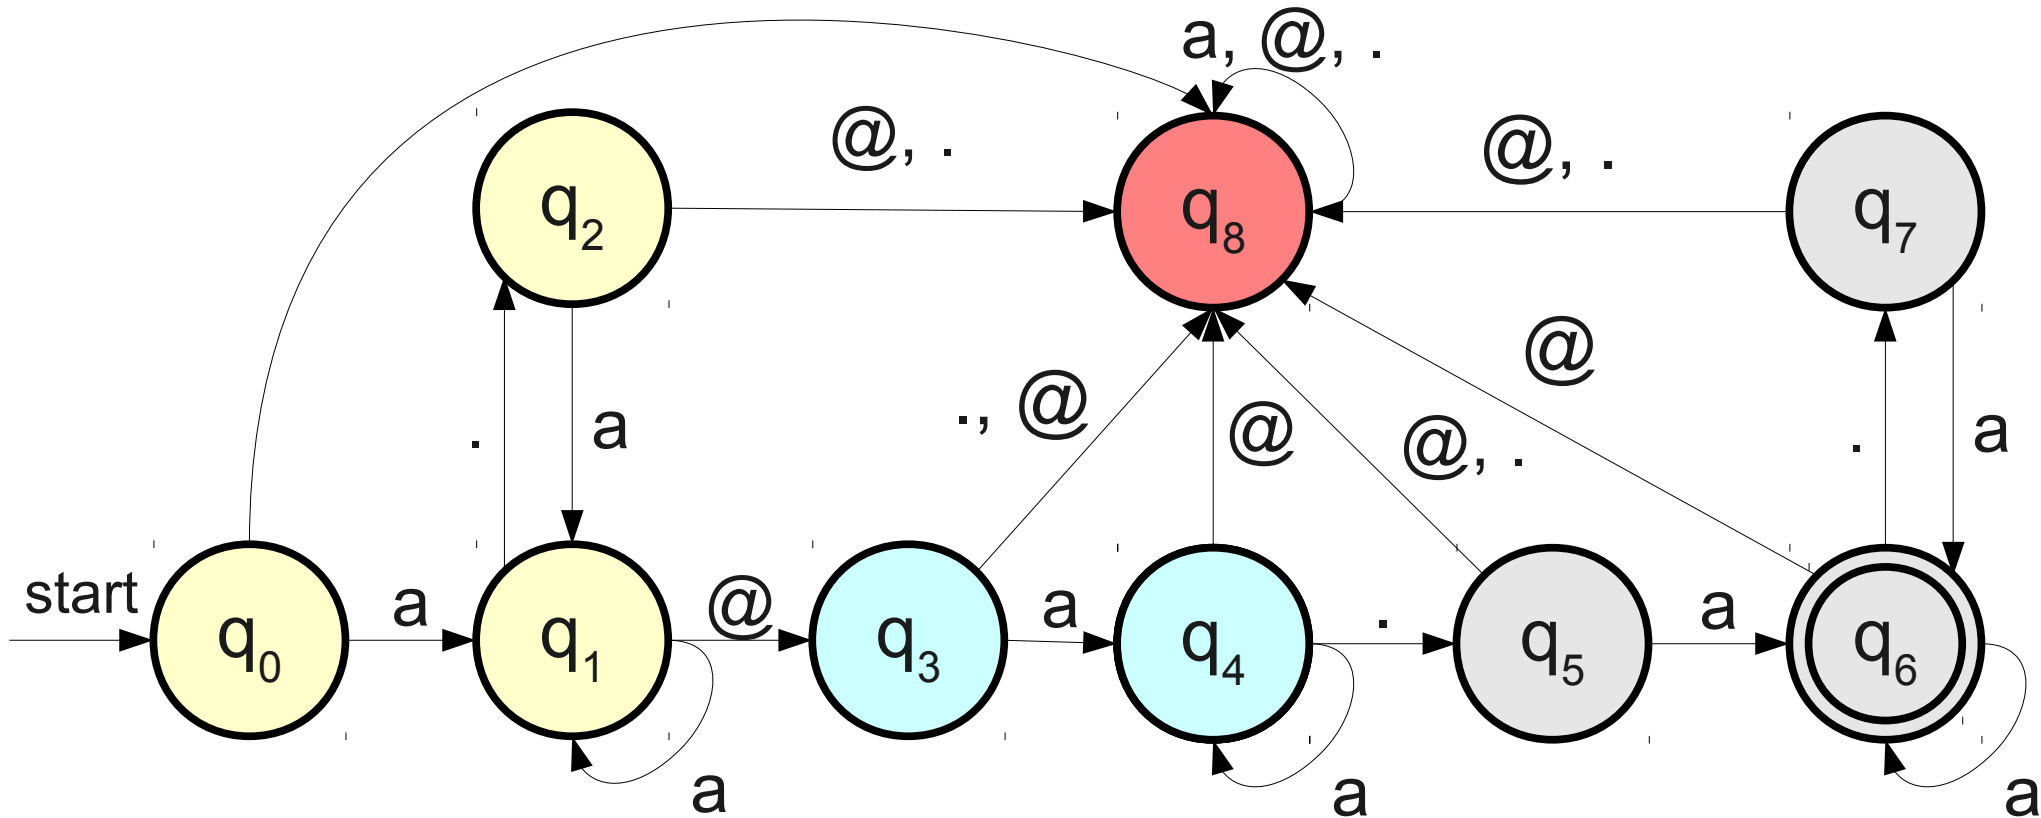 a, @, .
@, .
@, .
q2
q8
q7
@
., @
@
@, .
.
a
.
a
start
a
@
a
.
a
q0
q1
q3
q4
q5
q6
a
a
a